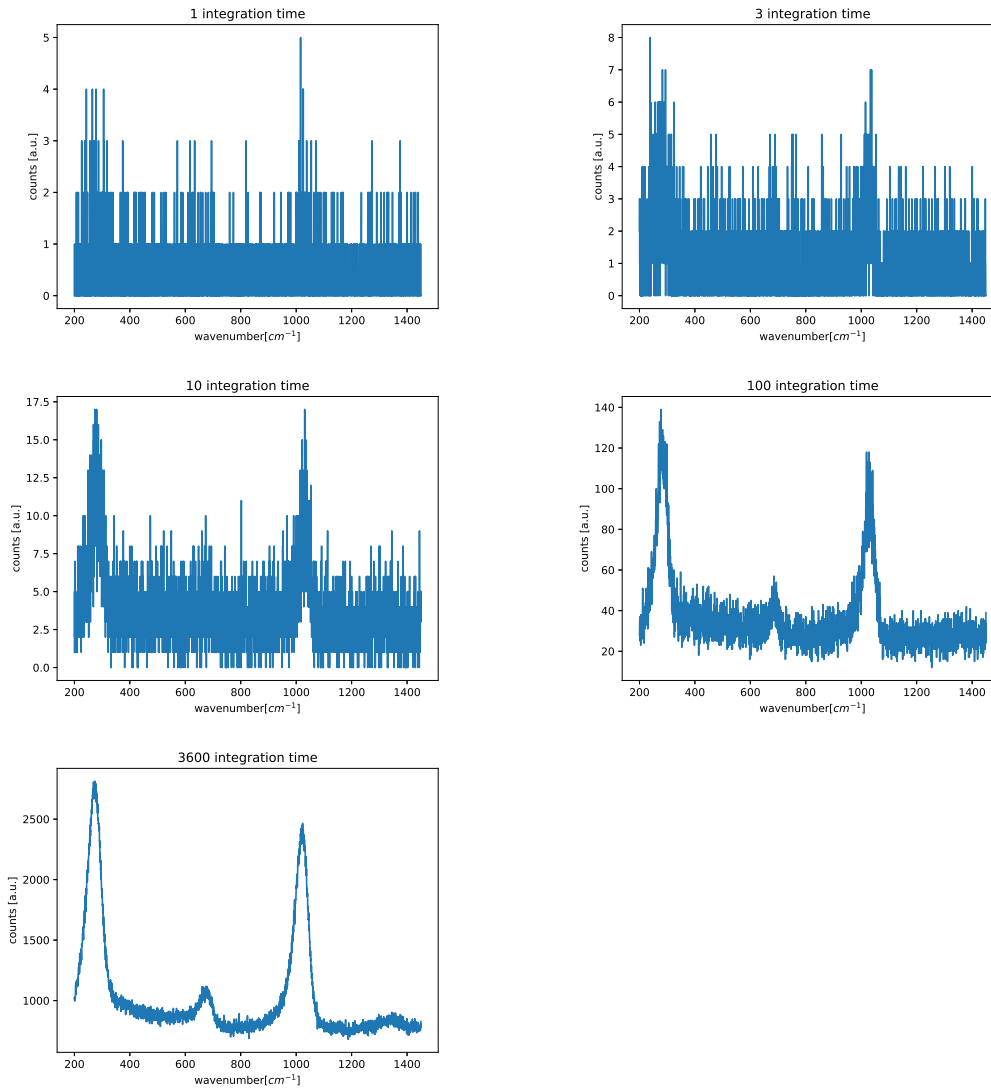 1 integration time
5
4
3
2
1
0
counts [a.u.]
200 400 600 800 1000 1200 1400
wavenumber[cm⁻¹]
3 integration time
8
7
6
5
4
3
2
1
0
counts [a.u.]
200 400 600 800 1000 1200 1400
wavenumber[cm⁻¹]
10 integration time
17.5
15.0
12.5
10.0
7.5
5.0
2.5
0.0
counts [a.u.]
200 400 600 800 1000 1200 1400
wavenumber[cm⁻¹]
100 integration time
140
120
100
80
60
40
20
counts [a.u.]
200 400 600 800 1000 1200 1400
wavenumber[cm⁻¹]
3600 integration time
2500
2000
1500
1000
counts [a.u.]
200 400 600 800 1000 1200 1400
wavenumber[cm⁻¹]